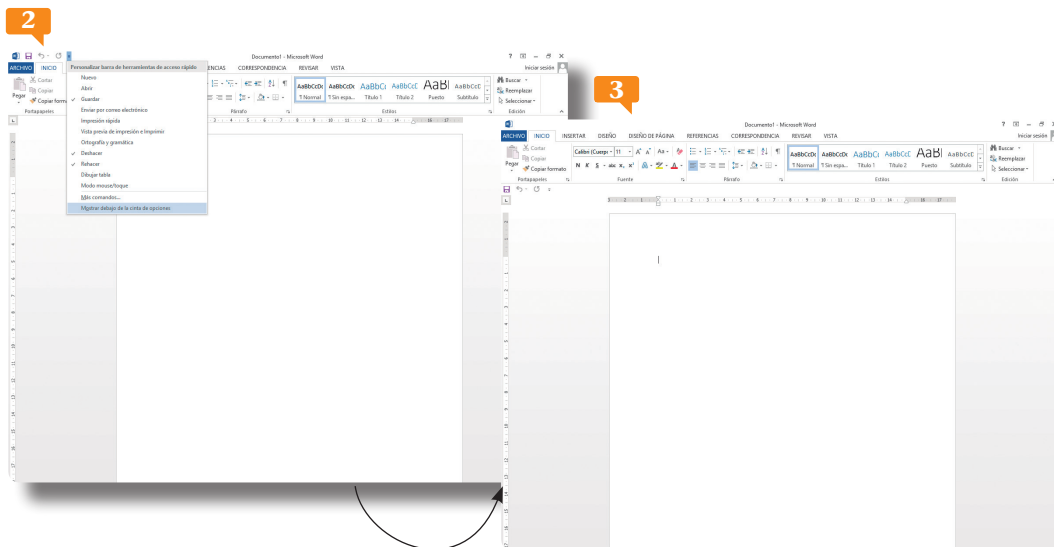 2
Documento1 - Microsoft Word
ARCHIVO INICIO ENCIAS CORRESPONDENCIA REVISAR VISTA Iniciar sesión
Personalizar barra de herramientas de acceso rápido
Nuevo
Abrir
Guardar
Enviar por correo electrónico
Impresión rápida
Vista previa de impresión e Imprimir
Ortografía y gramática
Deshacer
Rehacer
Dibujar tabla
Modo mouse/toque
Más comandos...
Mostrar debajo de la cinta de opciones
Pegar
Cortar
Copiar
Copiar form
Portapapeles
Párrafo
AaBbCcDc AaBbCcDc AaBbCc AaBbCcC AaBl AaBbCcC
¶ Normal ¶ Sin espa... Título 1 Título 2 Puesto Subtítulo
Estilos
Buscar
Reemplazar
Seleccionar
Edición
3
Documento1 - Microsoft Word
ARCHIVO INICIO INSERTAR DISEÑO DISEÑO DE PÁGINA REFERENCIAS CORRESPONDENCIA REVISAR VISTA Iniciar sesión
Pegar
Cortar
Copiar
Copiar formato
Portapapeles
Calibri (Cuerpo 11
N K S abc x₂ x²
Fuente
Párrafo
AaBbCcDc AaBbCcDc AaBbCc AaBbCcC AaBl AaBbCcC
¶ Normal ¶ Sin espa... Título 1 Título 2 Puesto Subtítulo
Estilos
Buscar
Reemplazar
Seleccionar
Edición